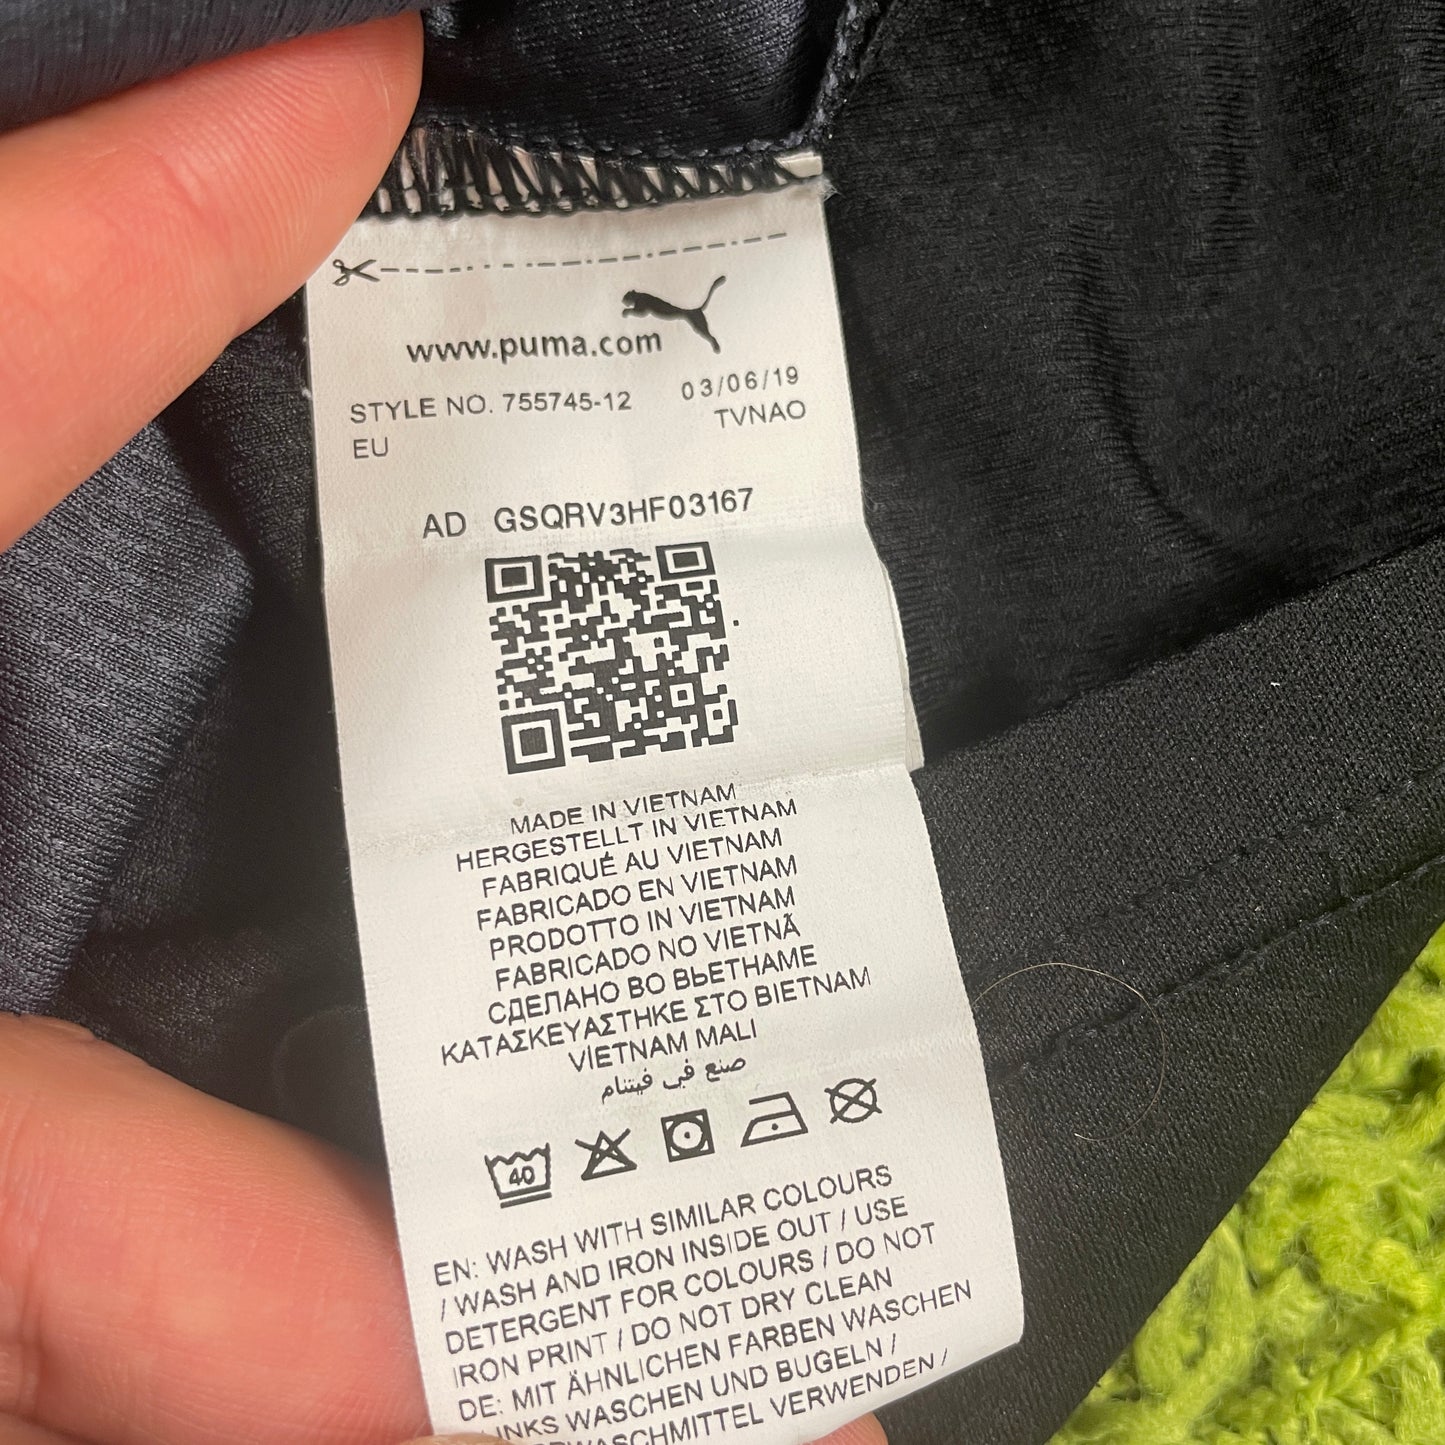 www.puma.com
STYLE NO. 755745-12 03/06/19
EU TVNAO
AD GSQRV3HF03167
MADE IN VIETNAM
HERGESTELLT IN VIETNAM
FABRIQUÉ AU VIETNAM
FABRICADO EN VIETNAM
PRODOTTO IN VIETNAM
FABRICADO NO VIETNÃ
СДЕЛАНО ВО ВЬЕТНАМЕ
ΚΑΤΑΣΚΕΥΑΣΤΗΚΕ ΣΤΟ ΒΙΕΤΝΑΜ
VİETNAM MALI
صنع في فيتنام
40
EN: WASH WITH SIMILAR COLOURS
/ WASH AND IRON INSIDE OUT / USE
DETERGENT FOR COLOURS / DO NOT
IRON PRINT / DO NOT DRY CLEAN
DE: MIT ÄHNLICHEN FARBEN WASCHEN
LINKS WASCHEN UND BUGELN /
VERWENDEN /